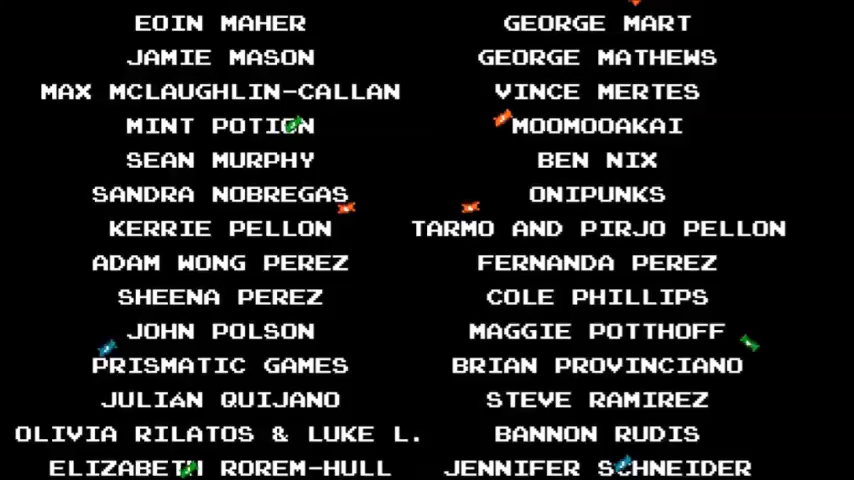 EOIN MAHER GEORGE MART
JAMIE MASON GEORGE MATHEWS
MAX MCLAUGHLIN-CALLAN VINCE MERTES
MINT POTION MOOMOOAKAI
SEAN MURPHY BEN NIX
SANDRA NOBREGAS ONIPUNKS
KERRIE PELLON TARMO AND PIRJO PELLON
ADAM WONG PEREZ FERNANDA PEREZ
SHEENA PEREZ COLE PHILLIPS
JOHN POLSON MAGGIE POTTHOFF
PRISMATIC GAMES BRIAN PROVINCIANO
JULIáN QUIJANO STEVE RAMIREZ
OLIVIA RILATOS & LUKE L. BANNON RUDIS
ELIZABETH ROREM-HULL JENNIFER SCHNEIDER